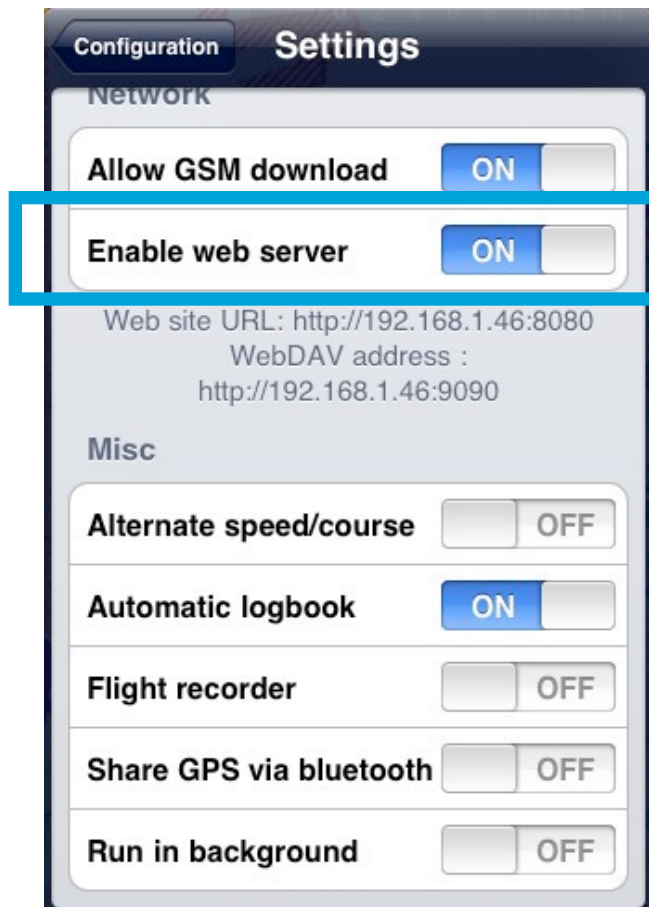 Configuration
Settings
Network
Allow GSM download ON
Enable web server ON
Web site URL: http://192.168.1.46:8080
WebDAV address :
http://192.168.1.46:9090
Misc
Alternate speed/course OFF
Automatic logbook ON
Flight recorder OFF
Share GPS via bluetooth OFF
Run in background OFF